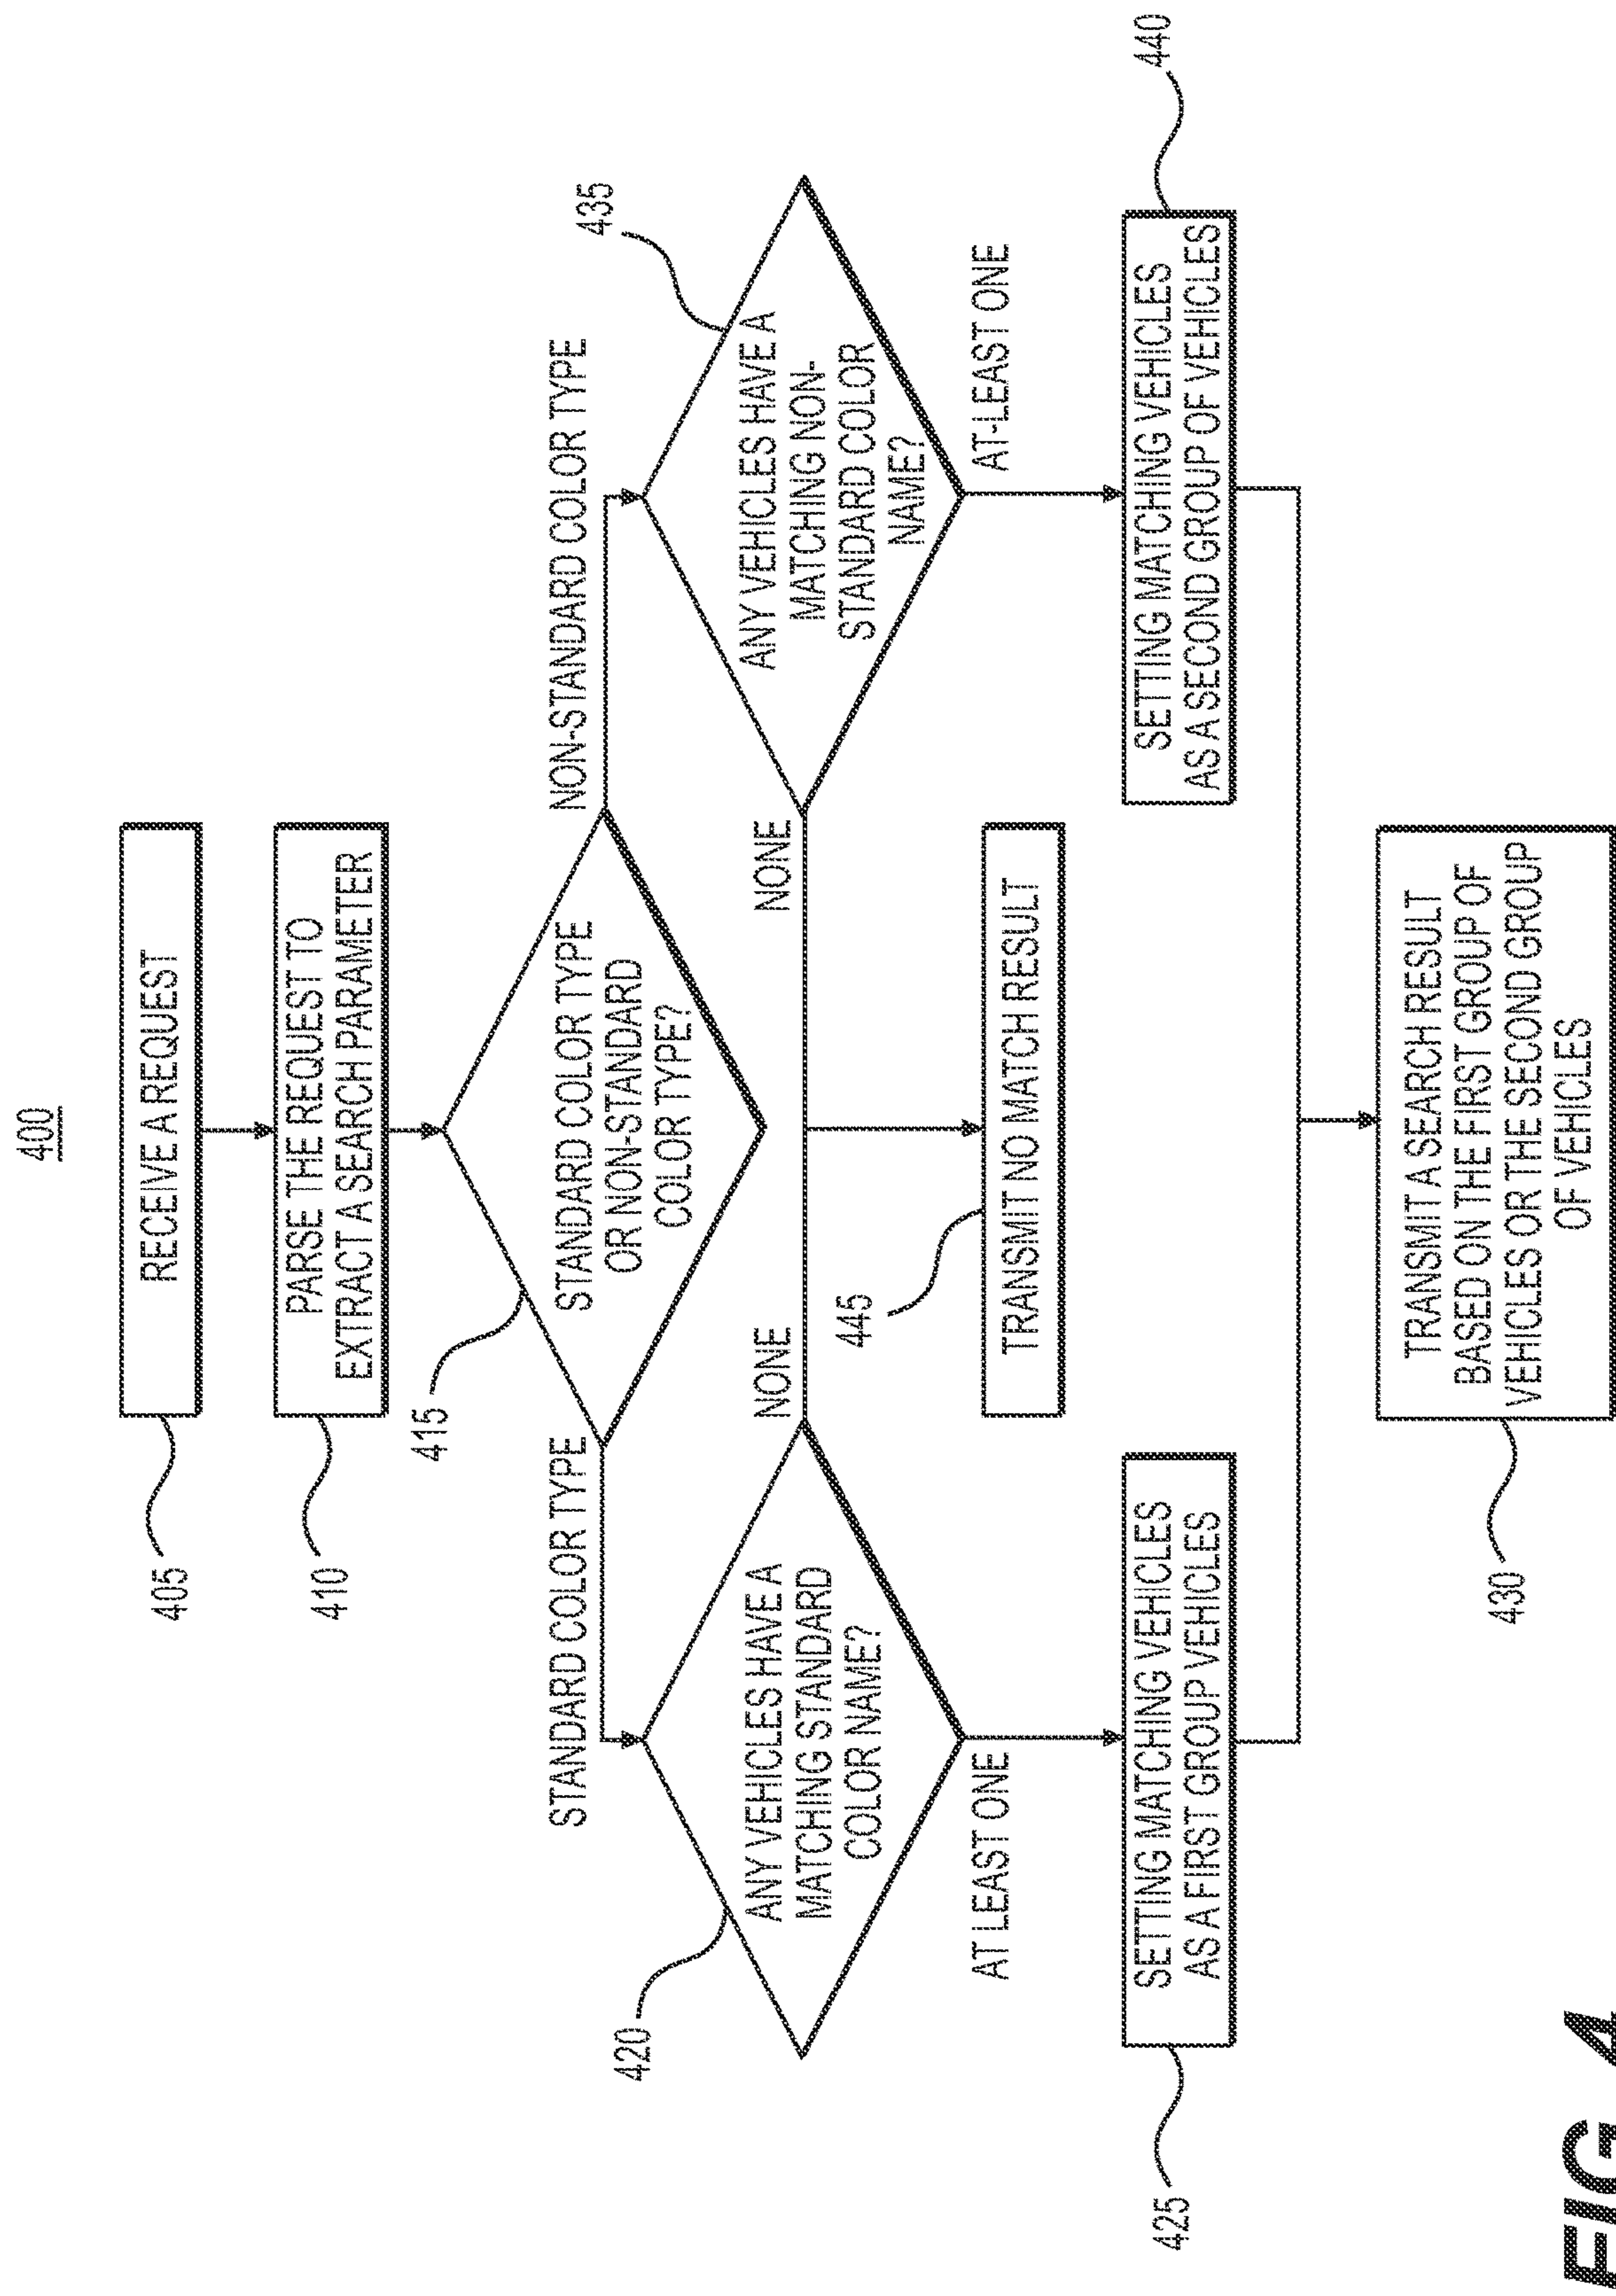 400
RECEIVE A REQUEST
405
PARSE THE REQUEST TO
EXTRACT A SEARCH PARAMETER
410
STANDARD COLOR TYPE
OR NON-STANDARD
COLOR TYPE?
415
STANDARD COLOR TYPE
NON-STANDARD COLOR TYPE
ANY VEHICLES HAVE A
MATCHING STANDARD
COLOR NAME?
420
NONE
NONE
ANY VEHICLES HAVE A
MATCHING NON-
STANDARD COLOR
NAME?
435
AT LEAST ONE
445
TRANSMIT NO MATCH RESULT
AT-LEAST ONE
SETTING MATCHING VEHICLES
AS A FIRST GROUP VEHICLES
425
SETTING MATCHING VEHICLES
AS A SECOND GROUP OF VEHICLES
440
TRANSMIT A SEARCH RESULT
BASED ON THE FIRST GROUP OF
VEHICLES OR THE SECOND GROUP
OF VEHICLES
430
FIG. 4